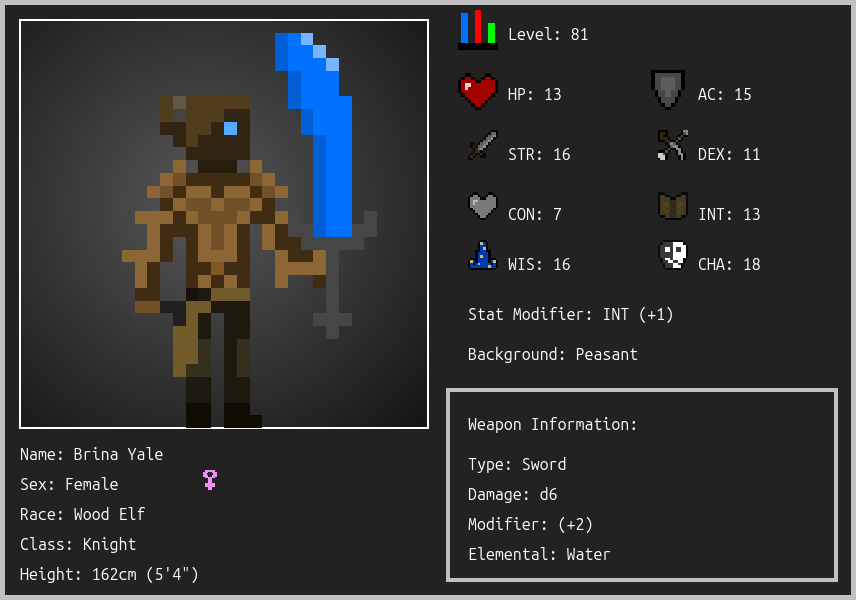 Level: 81
HP: 13
AC: 15
STR: 16
DEX: 11
CON: 7
INT: 13
WIS: 16
CHA: 18
Stat Modifier: INT (+1)
Background: Peasant
Weapon Information:
Type: Sword
Damage: d6
Modifier: (+2)
Elemental: Water
Name: Brina Yale
Sex: Female
Race: Wood Elf
Class: Knight
Height: 162cm (5'4")